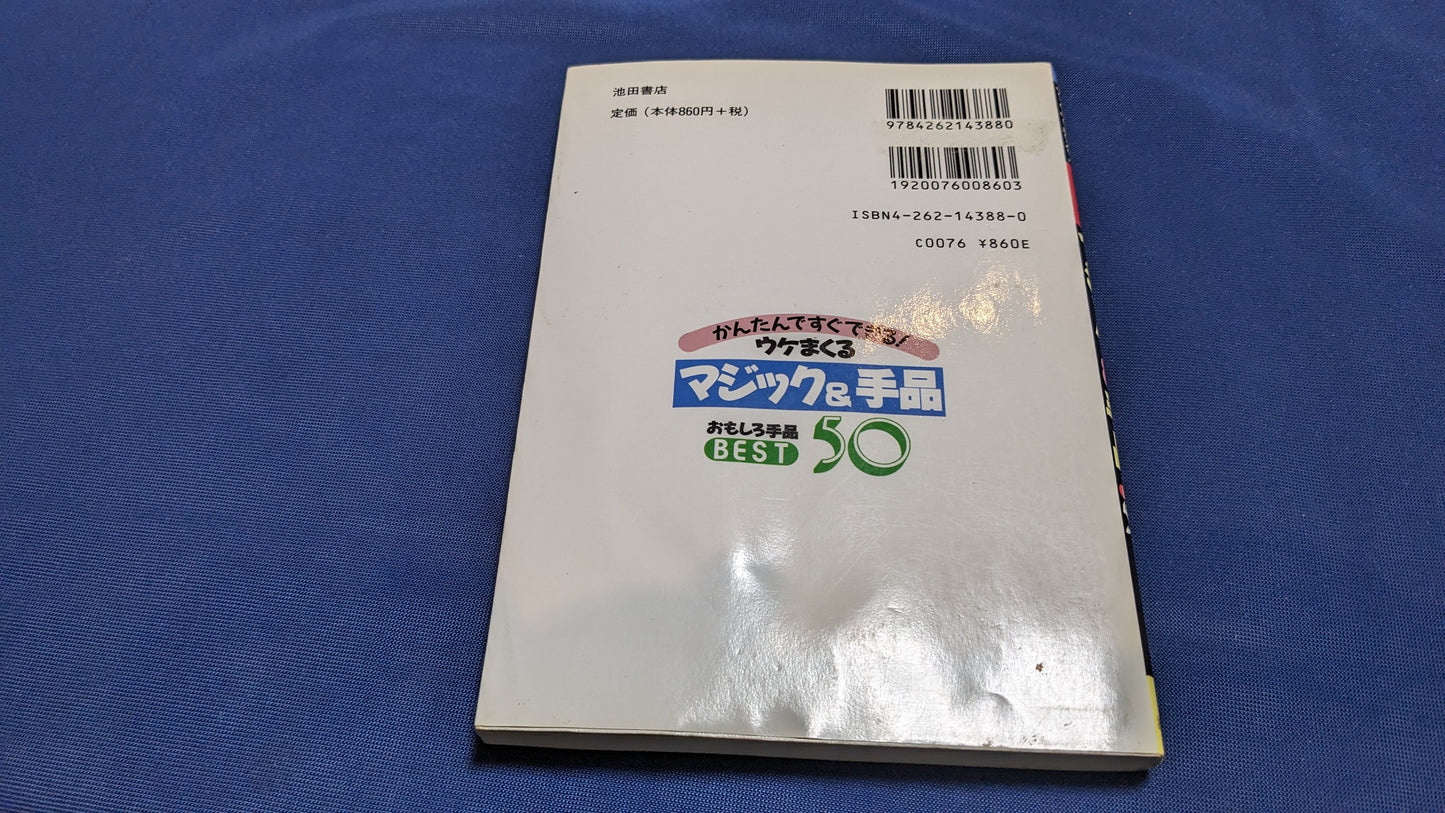 池田書店
定価（本体860円＋税）
9784262143880
1920076008603
ISBN4-262-14388-0
C0076 ¥860E
かんたんですぐできる!
ウケまくる
マジック&手品
おもしろ手品
BEST 50